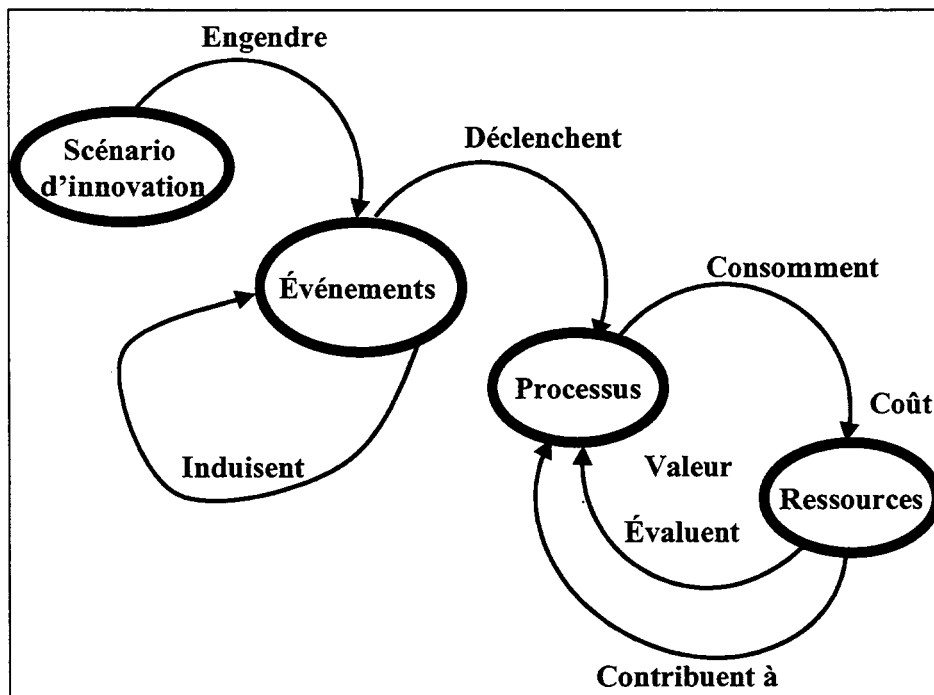 Engendre
Scénario
d'innovation
Déclenchent
Événements
Consomment
Processus
Coût
Induisent
Valeur
Ressources
Évaluent
Contribuent à